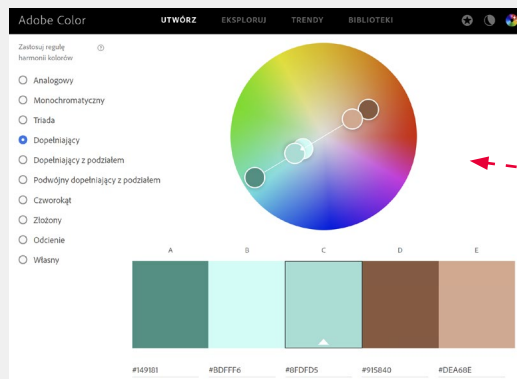 Adobe Color
UTWÓRZ EKSPLORUJ TRENDY BIBLIOTEKI
Zastosuj regułę
harmonii kolorów
Analogowy
Monochromatyczny
Triada
Dopełniający
Dopełniający z podziałem
Podwójny dopełniający z podziałem
Czworokąt
Złożony
Odcienie
Własny
A B C D E
#149181 #BDFFF6 #8FDFD5 #915840 #DEA68E